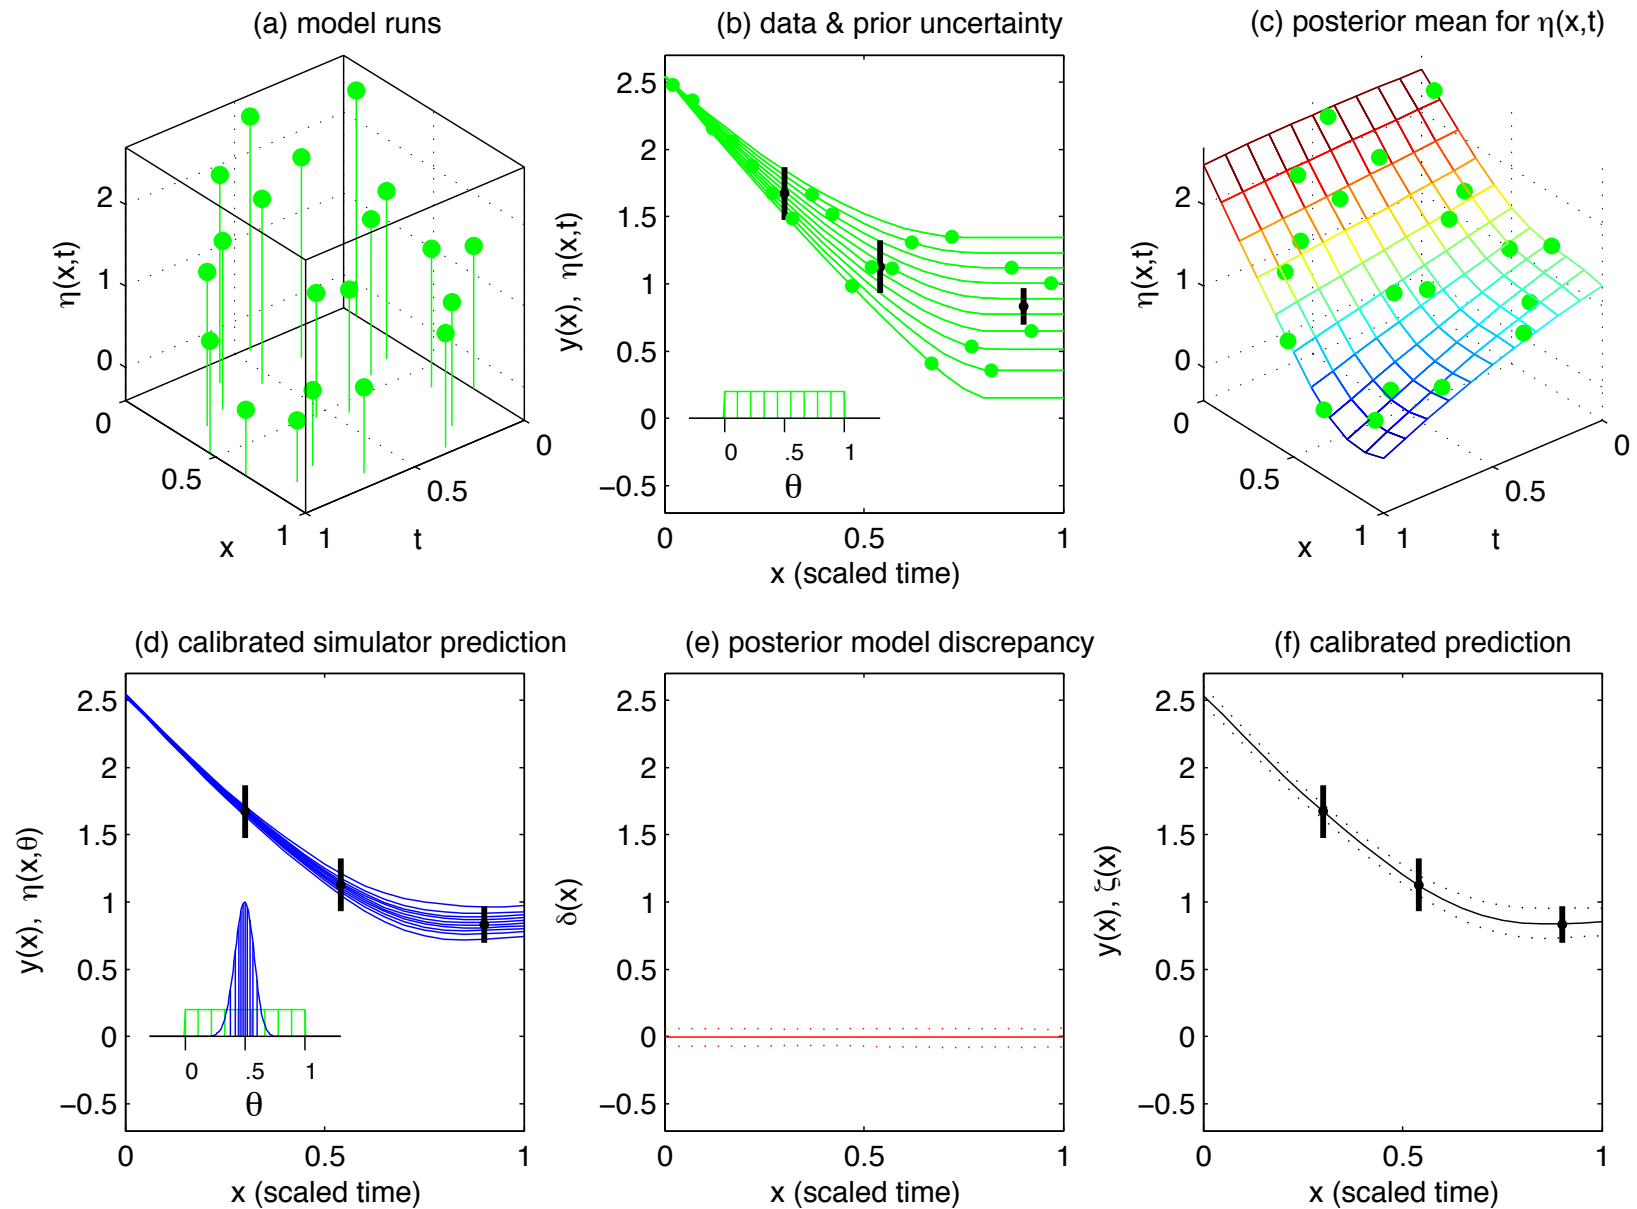 (a) model runs
η(x,t)
2
1
0
0
0.5
1
x
1
0.5
0
t
(b) data & prior uncertainty
y(x), η(x,t)
2.5
2
1.5
1
0.5
0
−0.5
0 .5 1
θ
0 0.5 1
x (scaled time)
(c) posterior mean for η(x,t)
η(x,t)
2
1
0
0
0.5
1
x
1
0.5
0
t
(d) calibrated simulator prediction
y(x), η(x,θ)
2.5
2
1.5
1
0.5
0
−0.5
0 .5 1
θ
0 0.5 1
x (scaled time)
(e) posterior model discrepancy
δ(x)
2.5
2
1.5
1
0.5
0
−0.5
0 0.5 1
x (scaled time)
(f) calibrated prediction
y(x), ζ(x)
2.5
2
1.5
1
0.5
0
−0.5
0 0.5 1
x (scaled time)